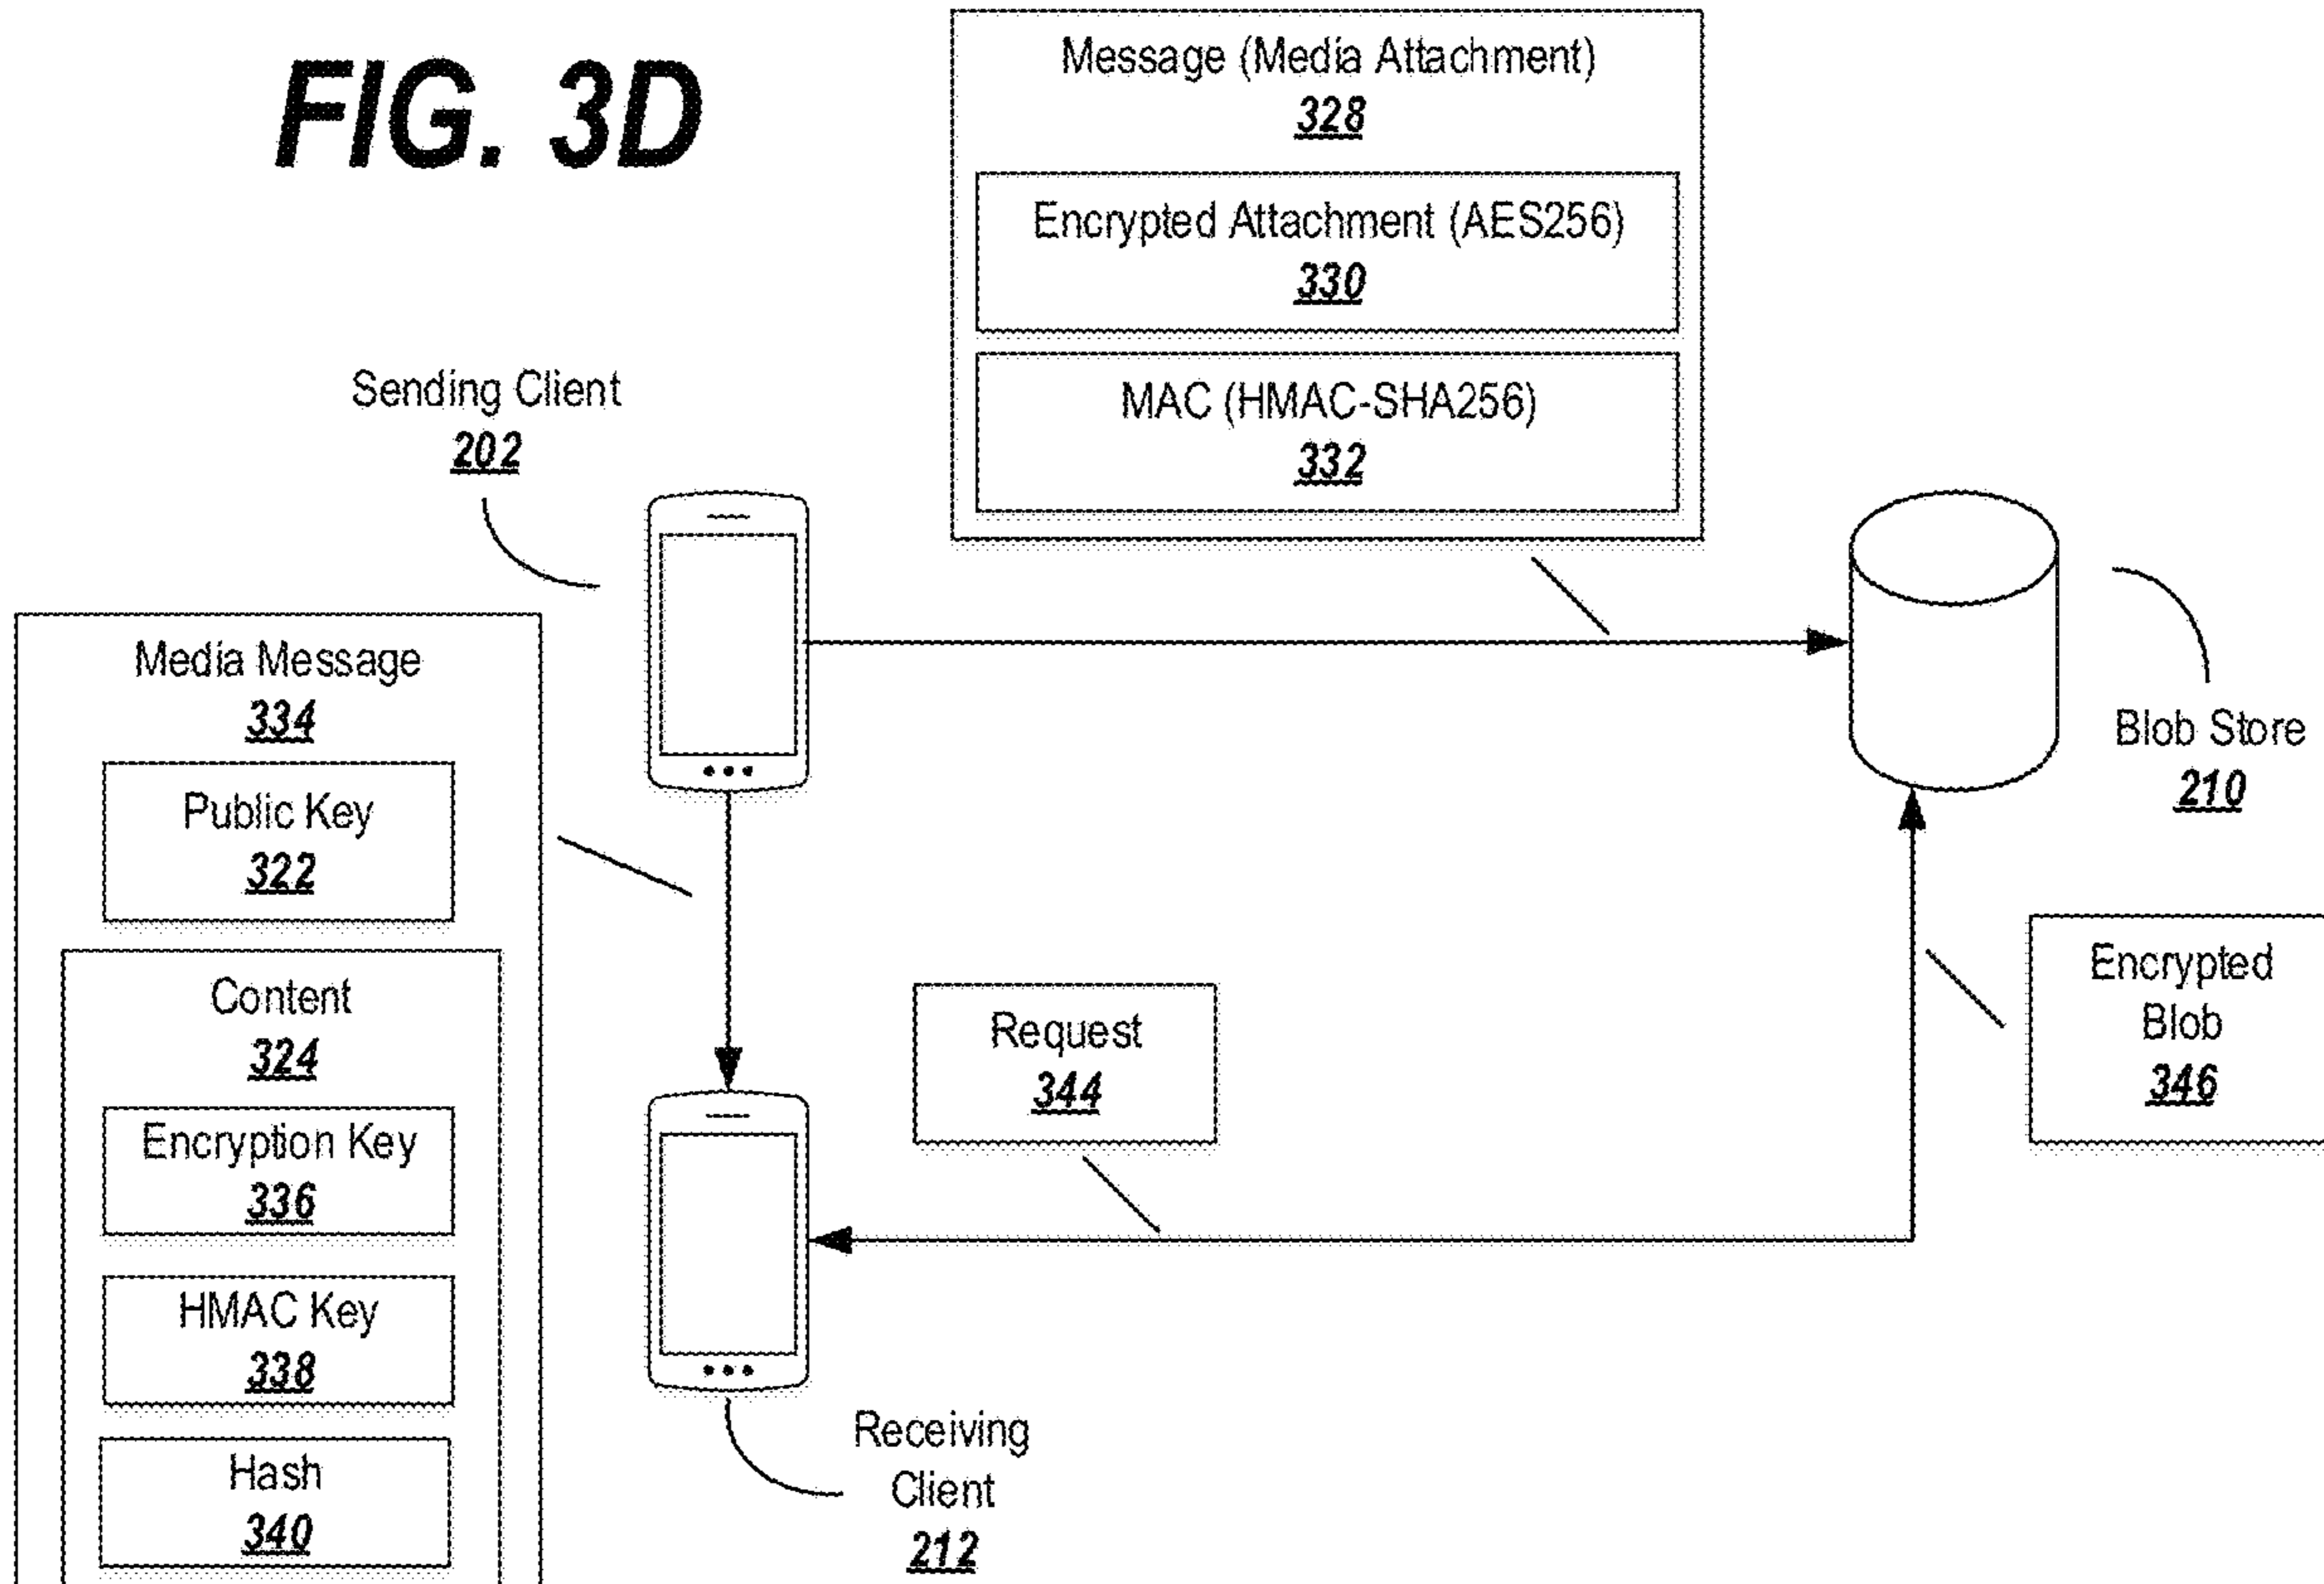 FIG. 3D
Message (Media Attachment)
328
Encrypted Attachment (AES256)
330
MAC (HMAC-SHA256)
332
Sending Client
202
Blob Store
210
Media Message
334
Public Key
322
Content
324
Encryption Key
336
HMAC Key
338
Hash
340
Request
344
Encrypted
Blob
346
Receiving
Client
212